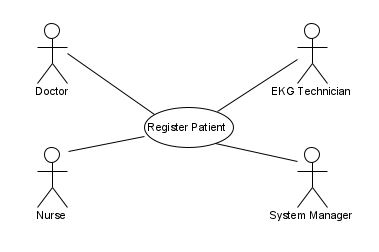 Doctor
EKG Technician
Register Patient
Nurse
System Manager